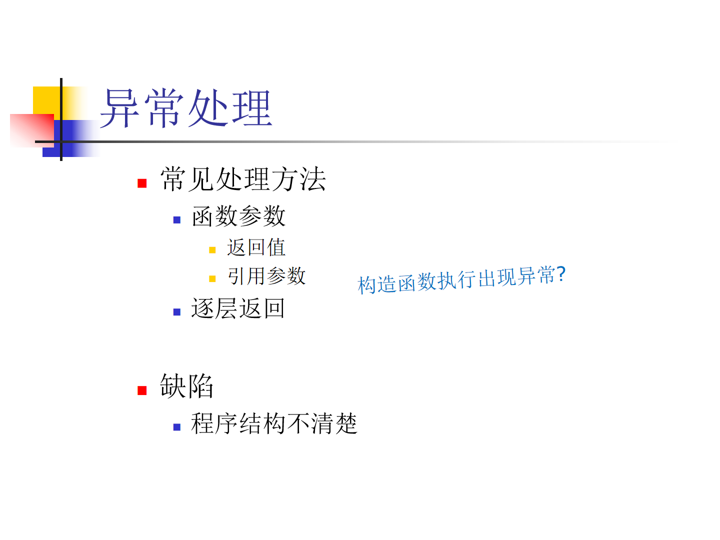 异常处理
常见处理方法
函数参数
返回值
引用参数
构造函数执行出现异常?
逐层返回
缺陷
程序结构不清楚